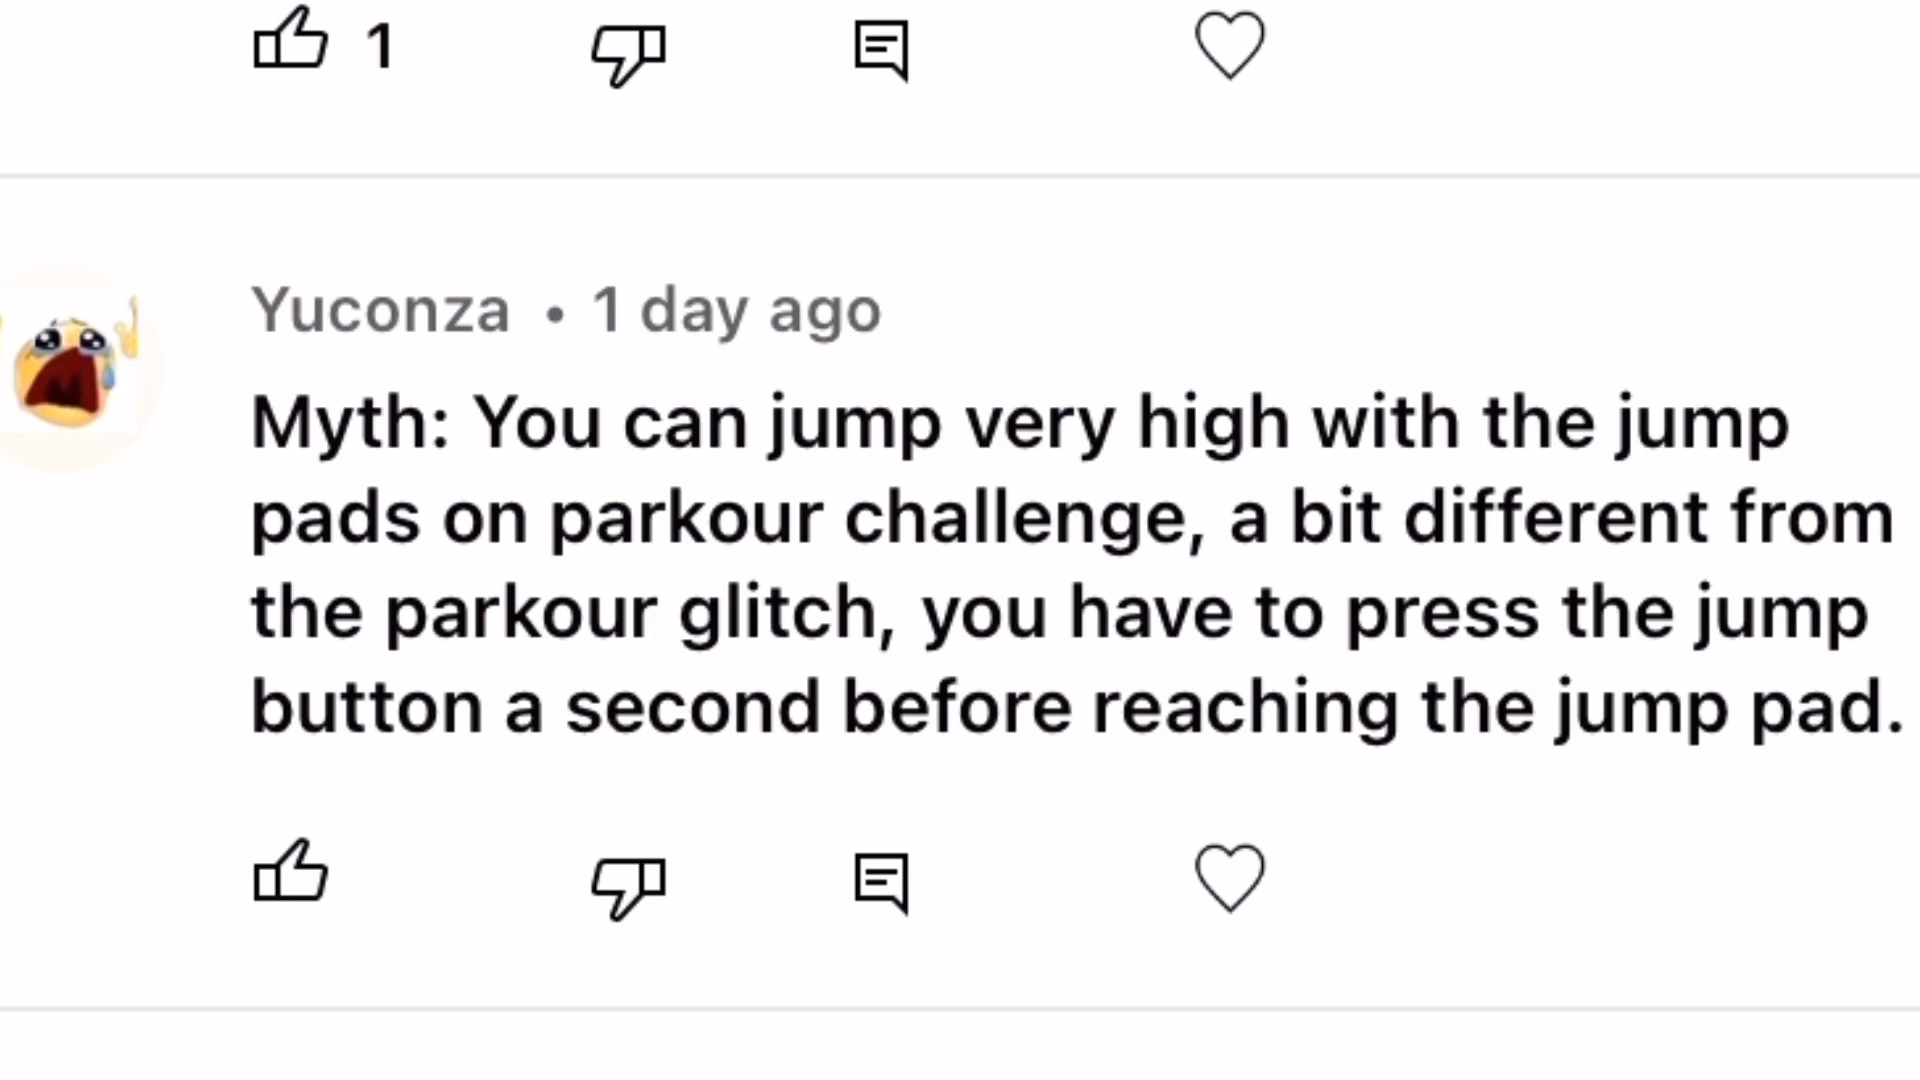 1
Yuconza • 1 day ago
Myth: You can jump very high with the jump
pads on parkour challenge, a bit different from
the parkour glitch, you have to press the jump
button a second before reaching the jump pad.